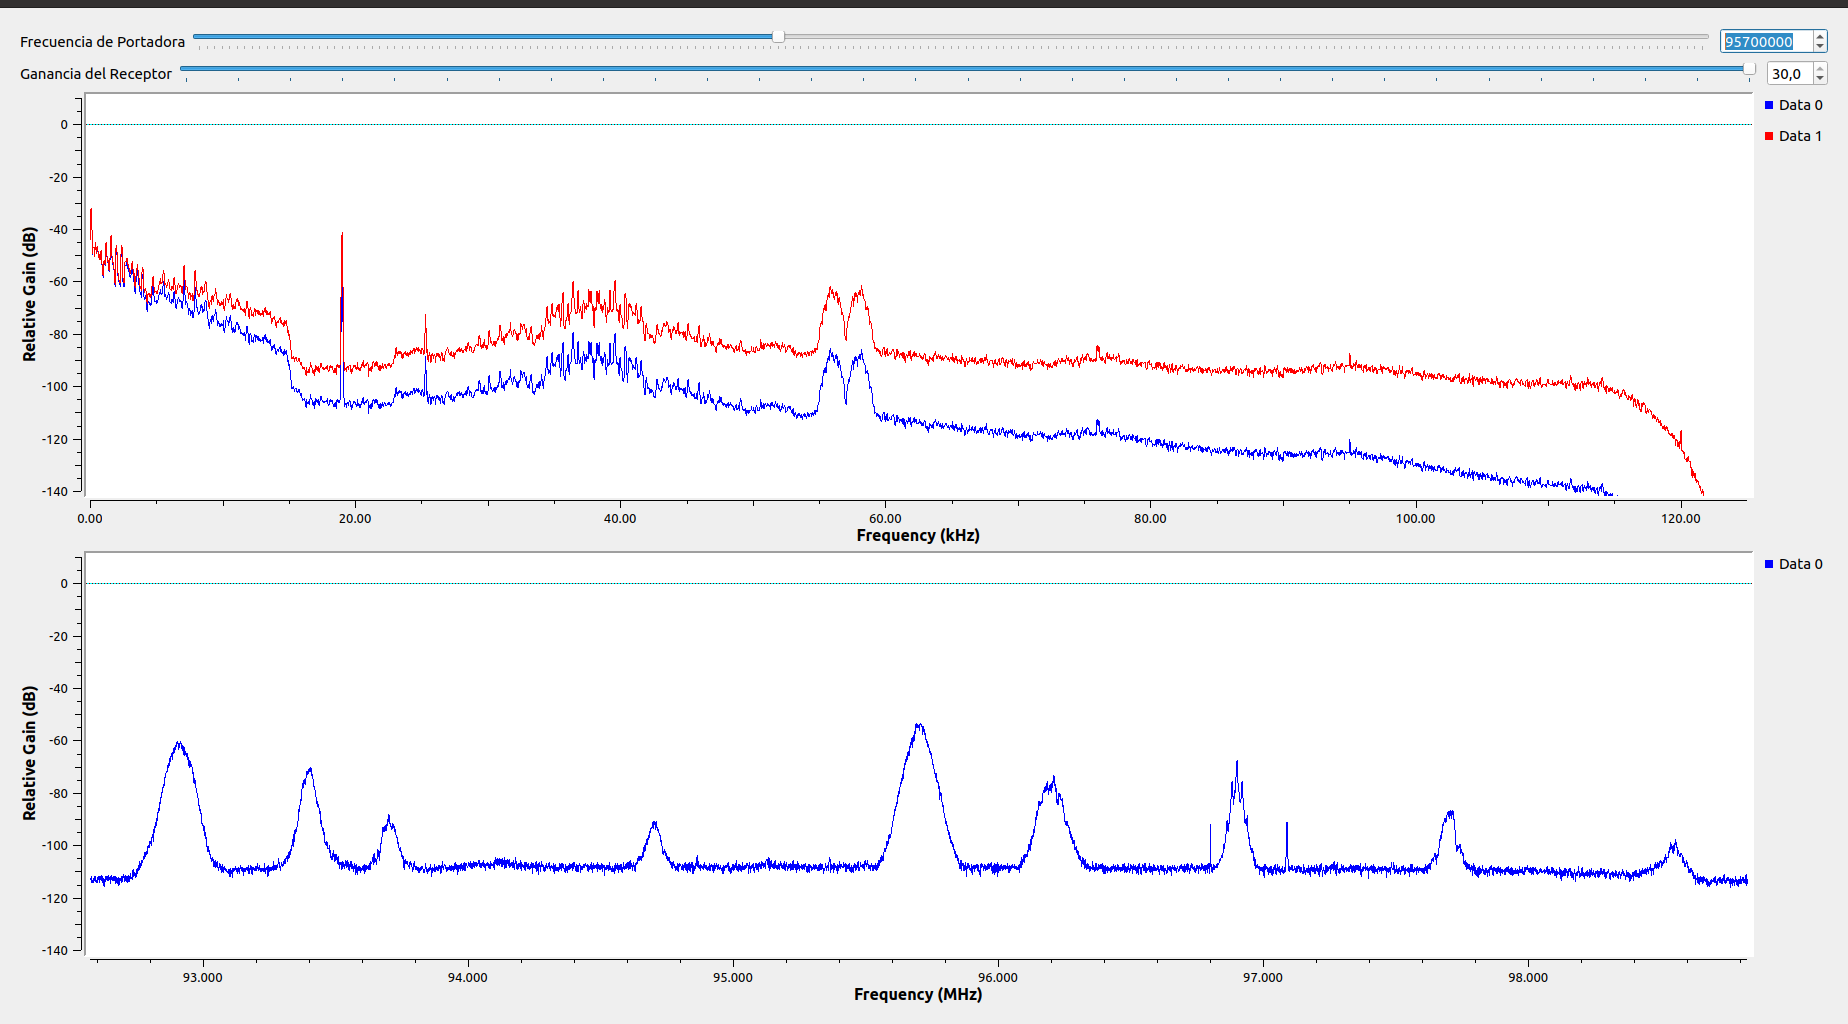 Frecuencia de Portadora 95700000
Ganancia del Receptor 30,0
Data 0
Data 1
Relative Gain (dB)
0
-20
-40
-60
-80
-100
-120
-140
0.00 20.00 40.00 60.00 80.00 100.00 120.00
Frequency (kHz)
Data 0
Relative Gain (dB)
0
-20
-40
-60
-80
-100
-120
-140
93.000 94.000 95.000 96.000 97.000 98.000
Frequency (MHz)